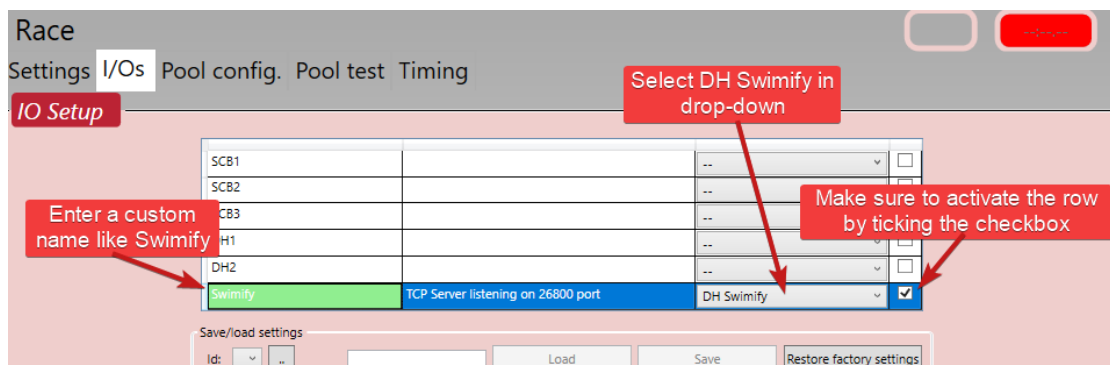 Race
--:--.--
Settings I/Os Pool config. Pool test Timing
Select DH Swimify in
drop-down
IO Setup
SCB1
--
SCB2
--
Make sure to activate the row
by ticking the checkbox
Enter a custom
name like Swimify
CB3
H1
--
DH2
--
Swimify TCP Server listening on 26800 port DH Swimify
Save/load settings
Id: .. Load Save Restore factory settings